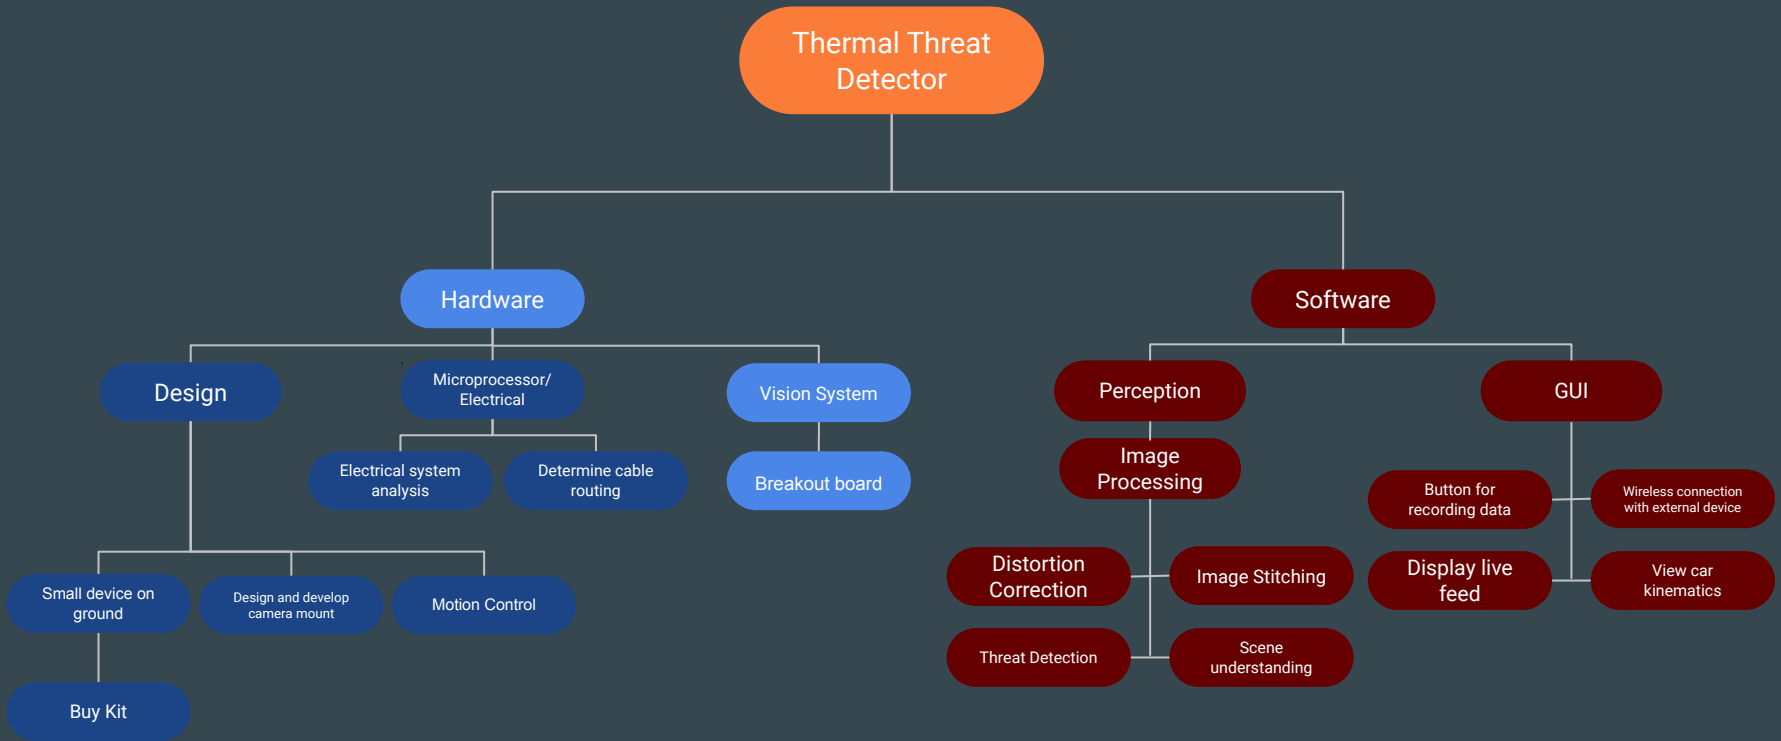 Thermal Threat
Detector
Hardware
Software
Design
Microprocessor/
Electrical
Vision System
Perception
GUI
Electrical system
analysis
Determine cable
routing
Breakout board
Image
Processing
Button for
recording data
Wireless connection
with external device
Small device on
ground
Design and develop
camera mount
Motion Control
Distortion
Correction
Image Stitching
Display live
feed
View car
kinematics
Threat Detection
Scene
understanding
Buy Kit